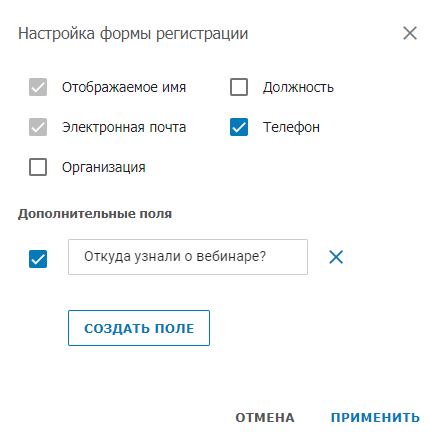 Настройка формы регистрации
Отображаемое имя
Должность
Электронная почта
Телефон
Организация
Дополнительные поля
Откуда узнали о вебинаре?
СОЗДАТЬ ПОЛЕ
ОТМЕНА
ПРИМЕНИТЬ